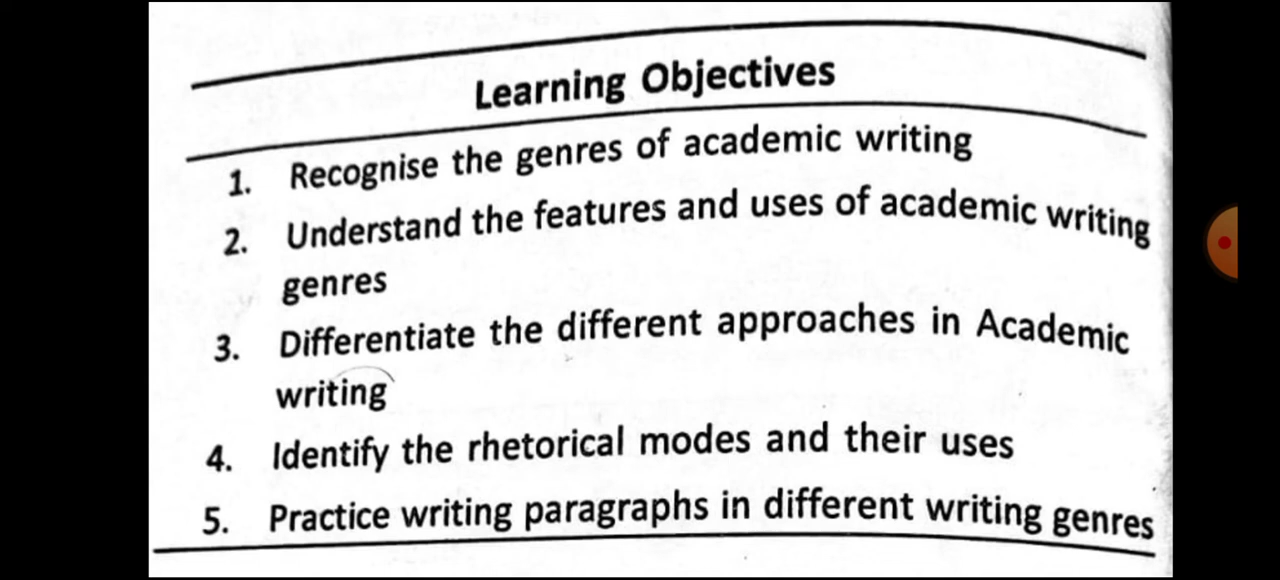 Learning Objectives
1. Recognise the genres of academic writing
2. Understand the features and uses of academic writing
genres
3. Differentiate the different approaches in Academic
writing
4. Identify the rhetorical modes and their uses
5. Practice writing paragraphs in different writing genres